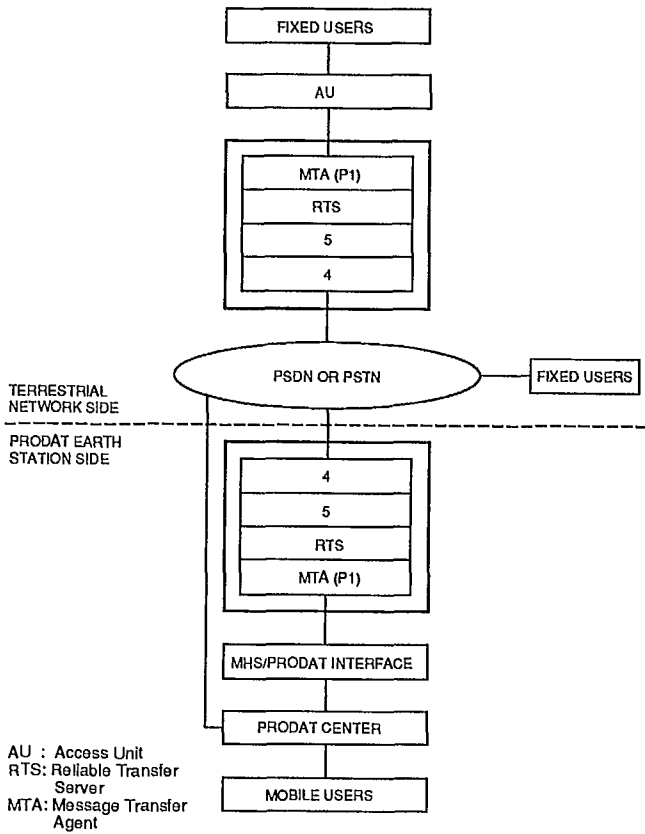 FIXED USERS
AU
MTA (P1)
RTS
5
4
PSDN OR PSTN
FIXED USERS
TERRESTRIAL
NETWORK SIDE
PRODAT EARTH
STATION SIDE
4
5
RTS
MTA (P1)
MHS/PRODAT INTERFACE
PRODAT CENTER
MOBILE USERS
AU : Access Unit
RTS: Reliable Transfer
Server
MTA: Message Transfer
Agent